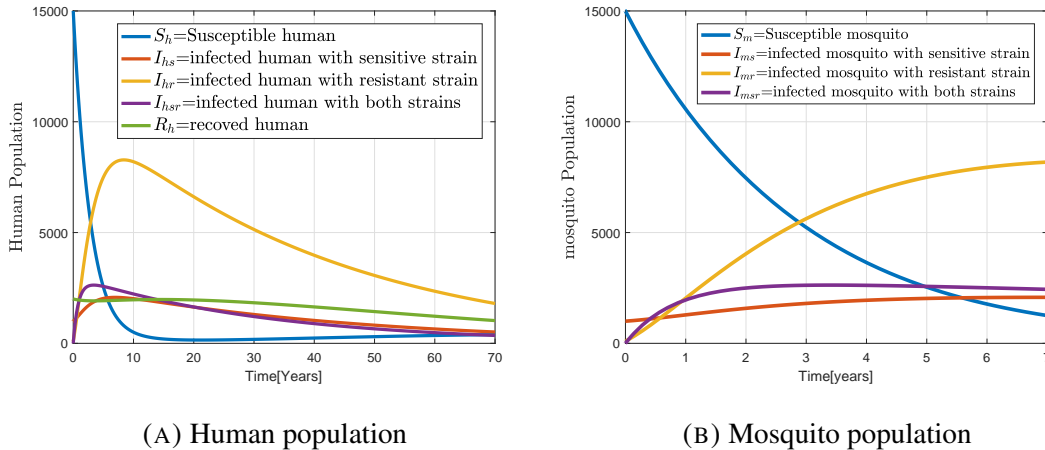 15000
10000
5000
0
Human Population
S_h=Susceptible human
I_hs=infected human with sensitive strain
I_hr=infected human with resistant strain
I_hsr=infected human with both strains
R_h=recoved human
0 10 20 30 40 50 60 70
Time[Years]
(A) Human population
15000
10000
5000
0
mosquito Population
S_m=Susceptible mosquito
I_ms=infected mosquito with sensitive strain
I_mr=infected mosquito with resistant strain
I_msr=infected mosquito with both strains
0 1 2 3 4 5 6
Time[years]
(B) Mosquito population